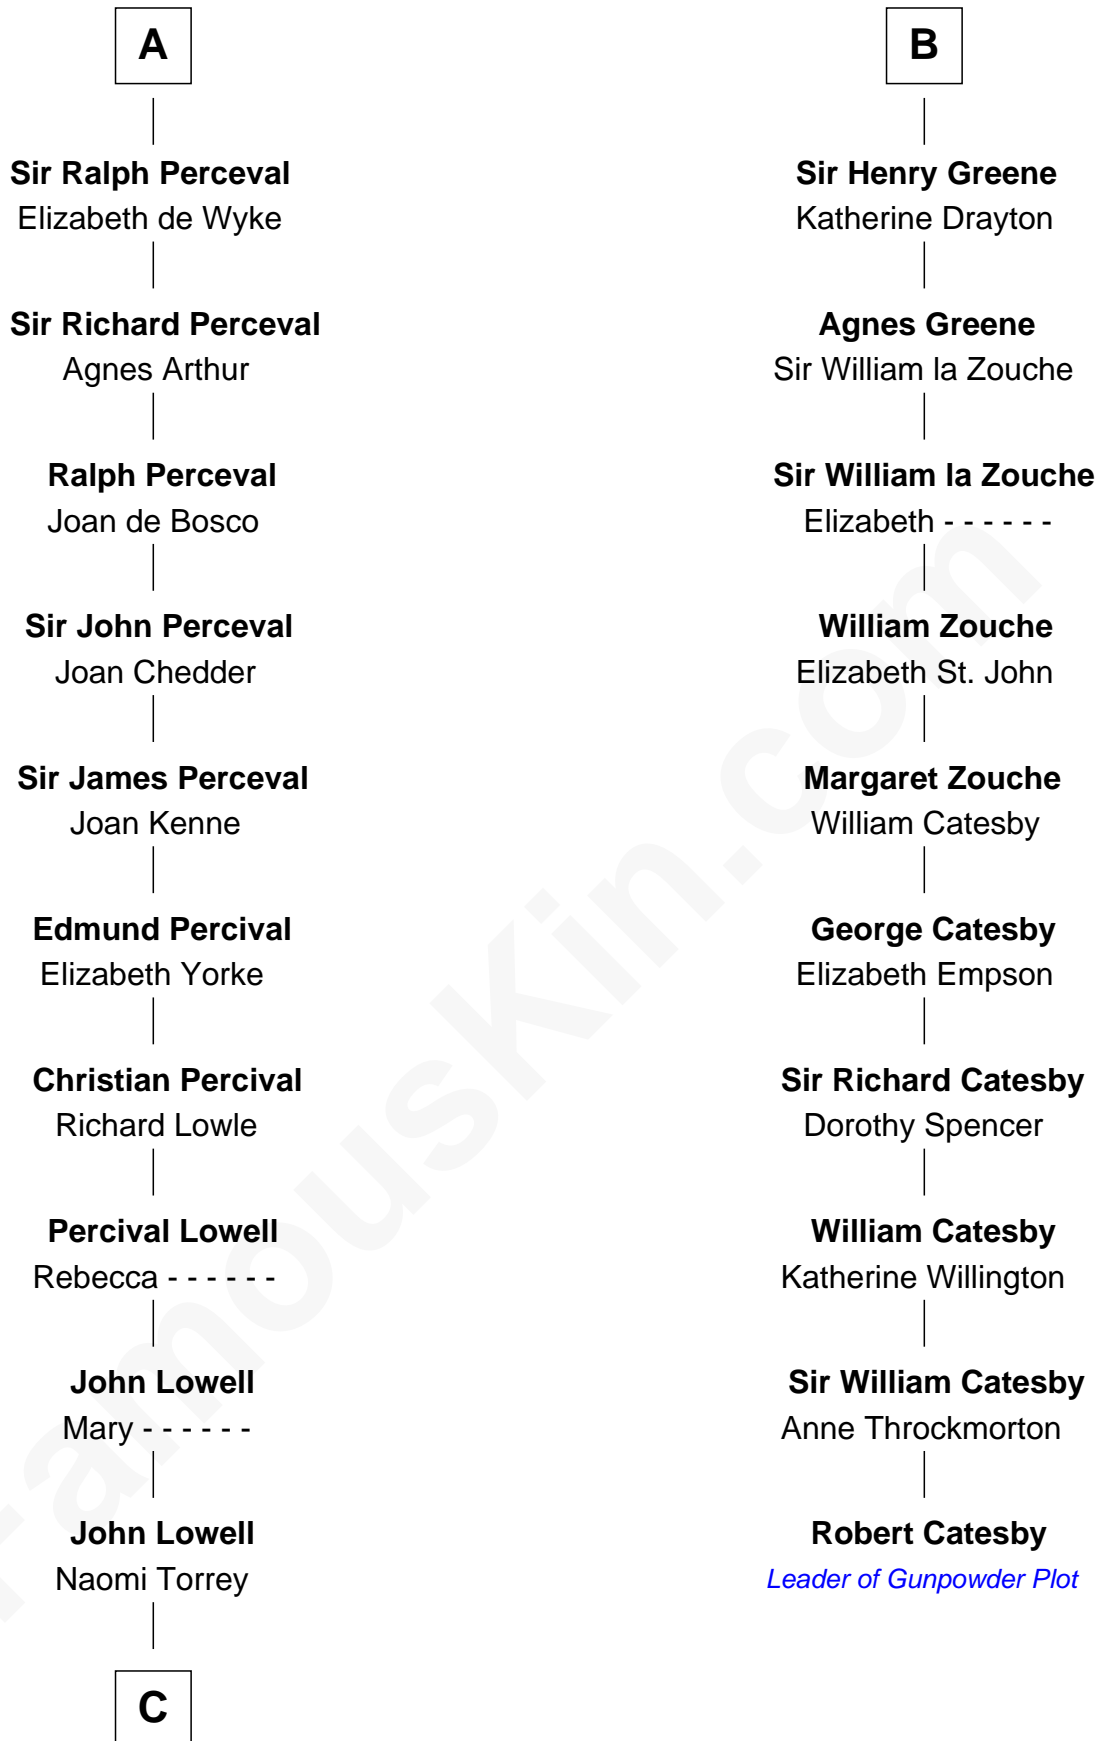 A
Sir Ralph Perceval
Elizabeth de Wyke
Sir Richard Perceval
Agnes Arthur
Ralph Perceval
Joan de Bosco
Sir John Perceval
Joan Chedder
Sir James Perceval
Joan Kenne
Edmund Percival
Elizabeth Yorke
Christian Percival
Richard Lowle
Percival Lowell
Rebecca - - - - - -
John Lowell
Mary - - - - - -
John Lowell
Naomi Torrey
C
B
Sir Henry Greene
Katherine Drayton
Agnes Greene
Sir William la Zouche
Sir William la Zouche
Elizabeth - - - - - -
William Zouche
Elizabeth St. John
Margaret Zouche
William Catesby
George Catesby
Elizabeth Empson
Sir Richard Catesby
Dorothy Spencer
William Catesby
Katherine Willington
Sir William Catesby
Anne Throckmorton
Robert Catesby
Leader of Gunpowder Plot
FamousKin.com